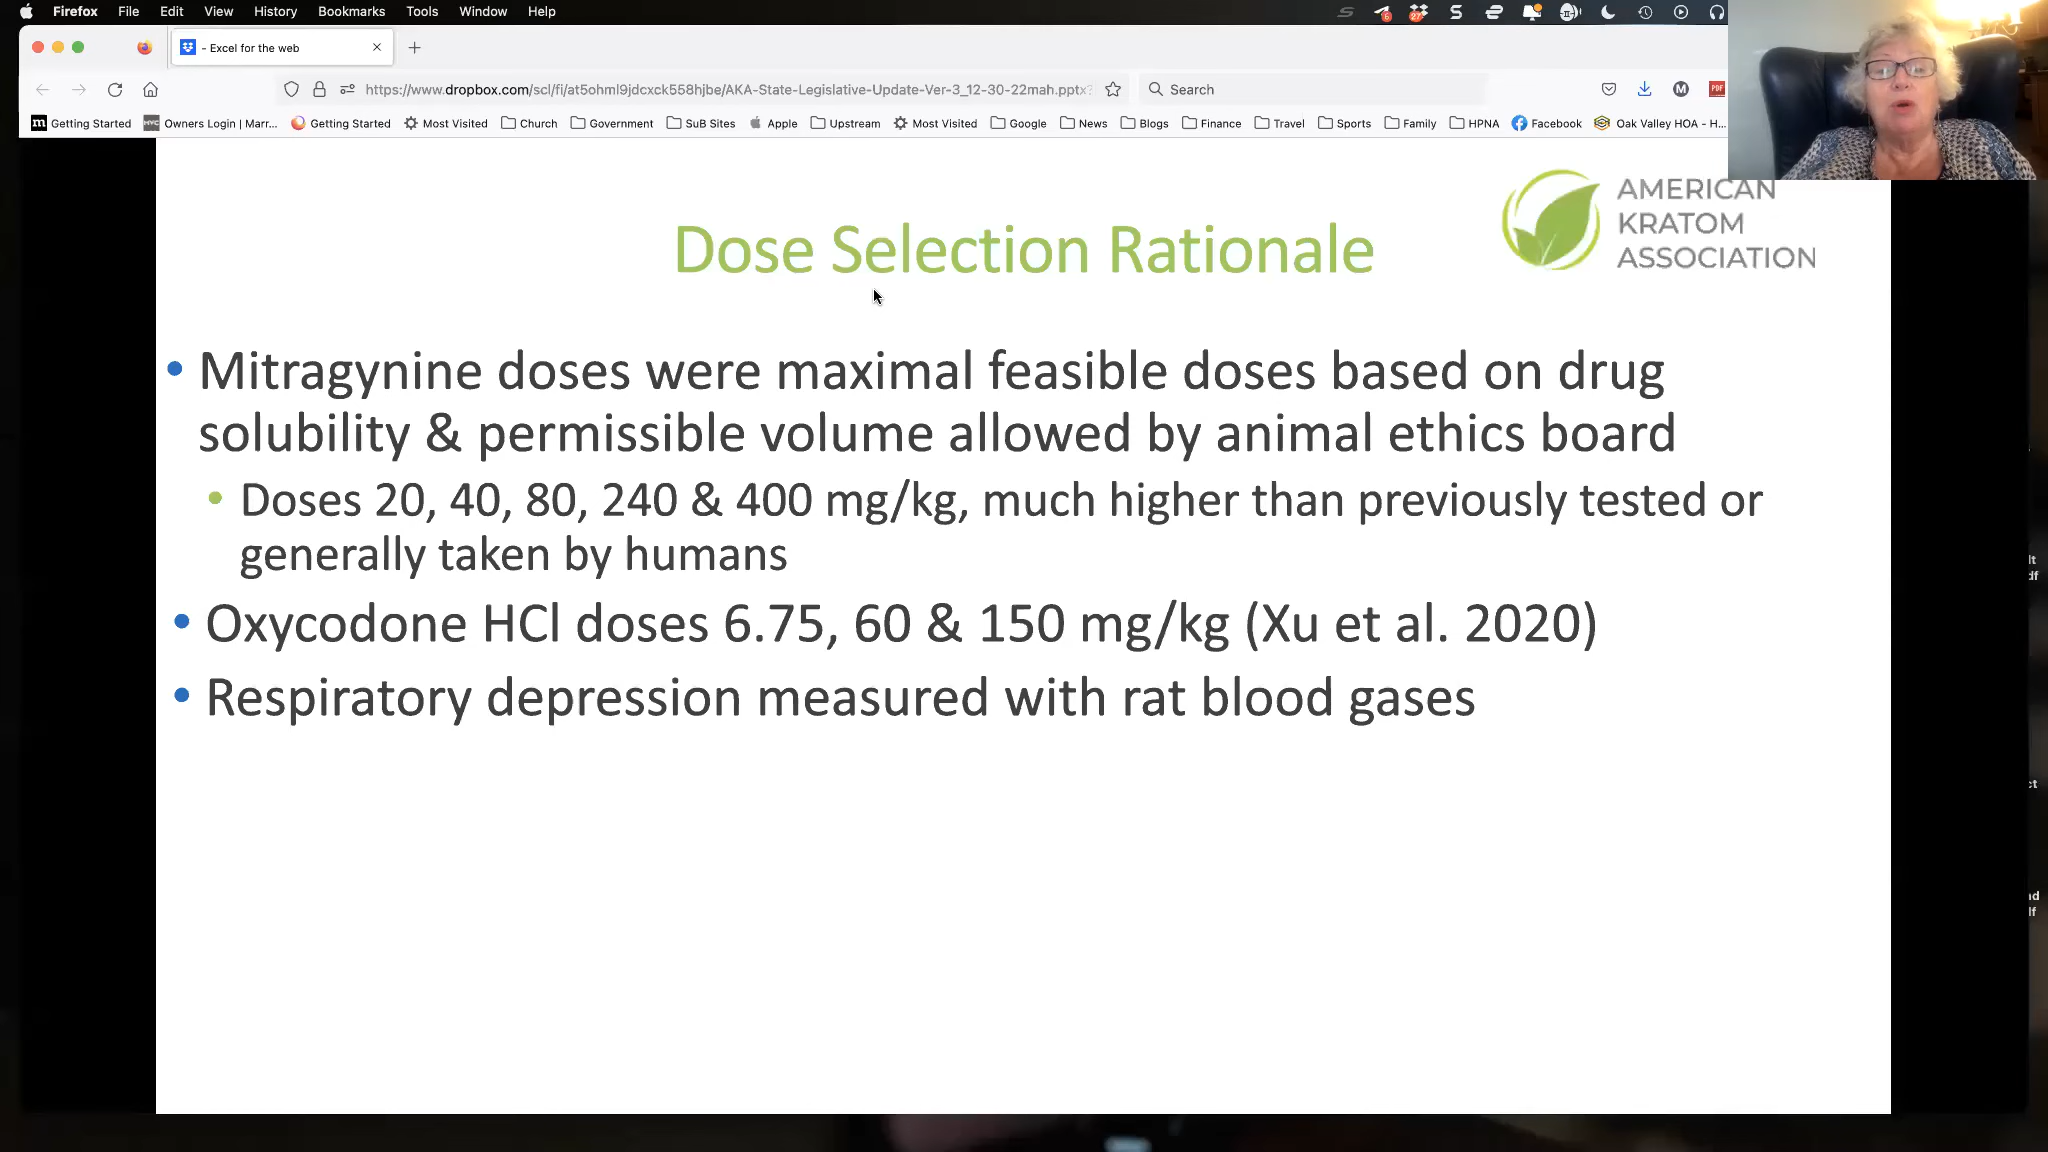 Firefox File Edit View History Bookmarks Tools Window Help
- Excel for the web
https://www.dropbox.com/scl/fi/at5ohml9jdcxck558hjbe/AKA-State-Legislative-Update-Ver-3_12-30-22mah.pptx?
Search
Getting Started Owners Login | Marr... Getting Started Most Visited Church Government SuB Sites Apple Upstream Most Visited Google News Blogs Finance Travel Sports Family HPNA Facebook Oak Valley HOA - H...
AMERICAN
KRATOM
ASSOCIATION
Dose Selection Rationale
• Mitragynine doses were maximal feasible doses based on drug
solubility & permissible volume allowed by animal ethics board
• Doses 20, 40, 80, 240 & 400 mg/kg, much higher than previously tested or
generally taken by humans
• Oxycodone HCl doses 6.75, 60 & 150 mg/kg (Xu et al. 2020)
• Respiratory depression measured with rat blood gases